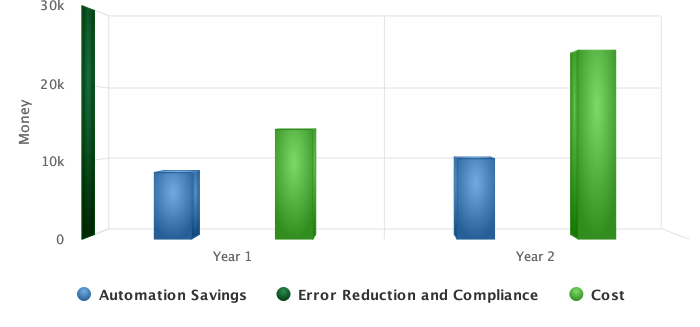 30k
20k
10k
0
Money
Year 1
Year 2
Automation Savings
Error Reduction and Compliance
Cost